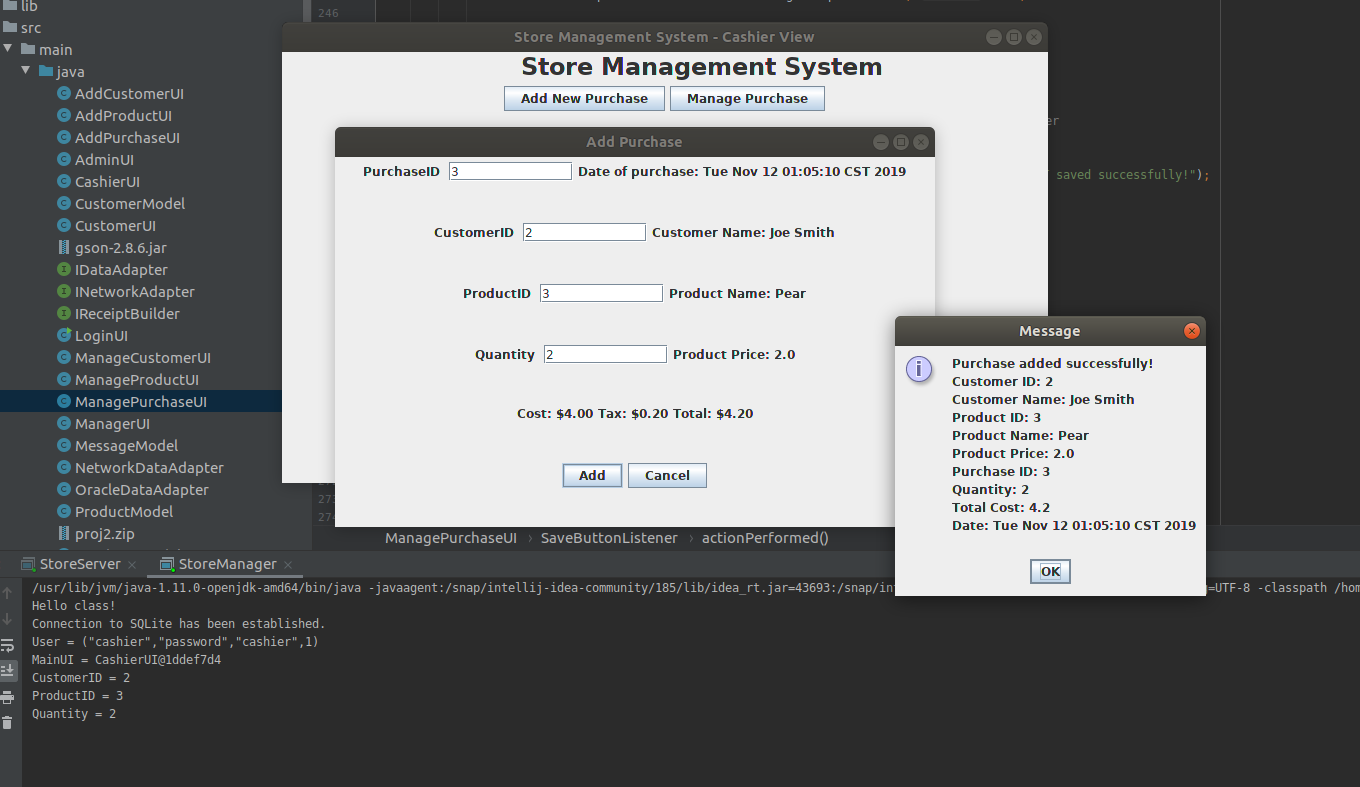 lib
src
main
java
AddCustomerUI
AddProductUI
AddPurchaseUI
AdminUI
CashierUI
CustomerModel
CustomerUI
gson-2.8.6.jar
IDataAdapter
INetworkAdapter
IReceiptBuilder
LoginUI
ManageCustomerUI
ManageProductUI
ManagePurchaseUI
ManagerUI
MessageModel
NetworkDataAdapter
OracleDataAdapter
ProductModel
proj2.zip
246
Store Management System - Cashier View
Store Management System
Add New Purchase Manage Purchase
er
saved successfully!");
Add Purchase
PurchaseID 3 Date of purchase: Tue Nov 12 01:05:10 CST 2019
CustomerID 2 Customer Name: Joe Smith
ProductID 3 Product Name: Pear
Quantity 2 Product Price: 2.0
Cost: $4.00 Tax: $0.20 Total: $4.20
Add Cancel
Message
i
Purchase added successfully!
Customer ID: 2
Customer Name: Joe Smith
Product ID: 3
Product Name: Pear
Product Price: 2.0
Purchase ID: 3
Quantity: 2
Total Cost: 4.2
Date: Tue Nov 12 01:05:10 CST 2019
OK
273
ManagePurchaseUI › SaveButtonListener › actionPerformed()
StoreServer × StoreManager ×
/usr/lib/jvm/java-1.11.0-openjdk-amd64/bin/java -javaagent:/snap/intellij-idea-community/185/lib/idea_rt.jar=43693:/snap/in =UTF-8 -classpath /hom
Hello class!
Connection to SQLite has been established.
User = ("cashier","password","cashier",1)
MainUI = CashierUI@1ddef7d4
CustomerID = 2
ProductID = 3
Quantity = 2